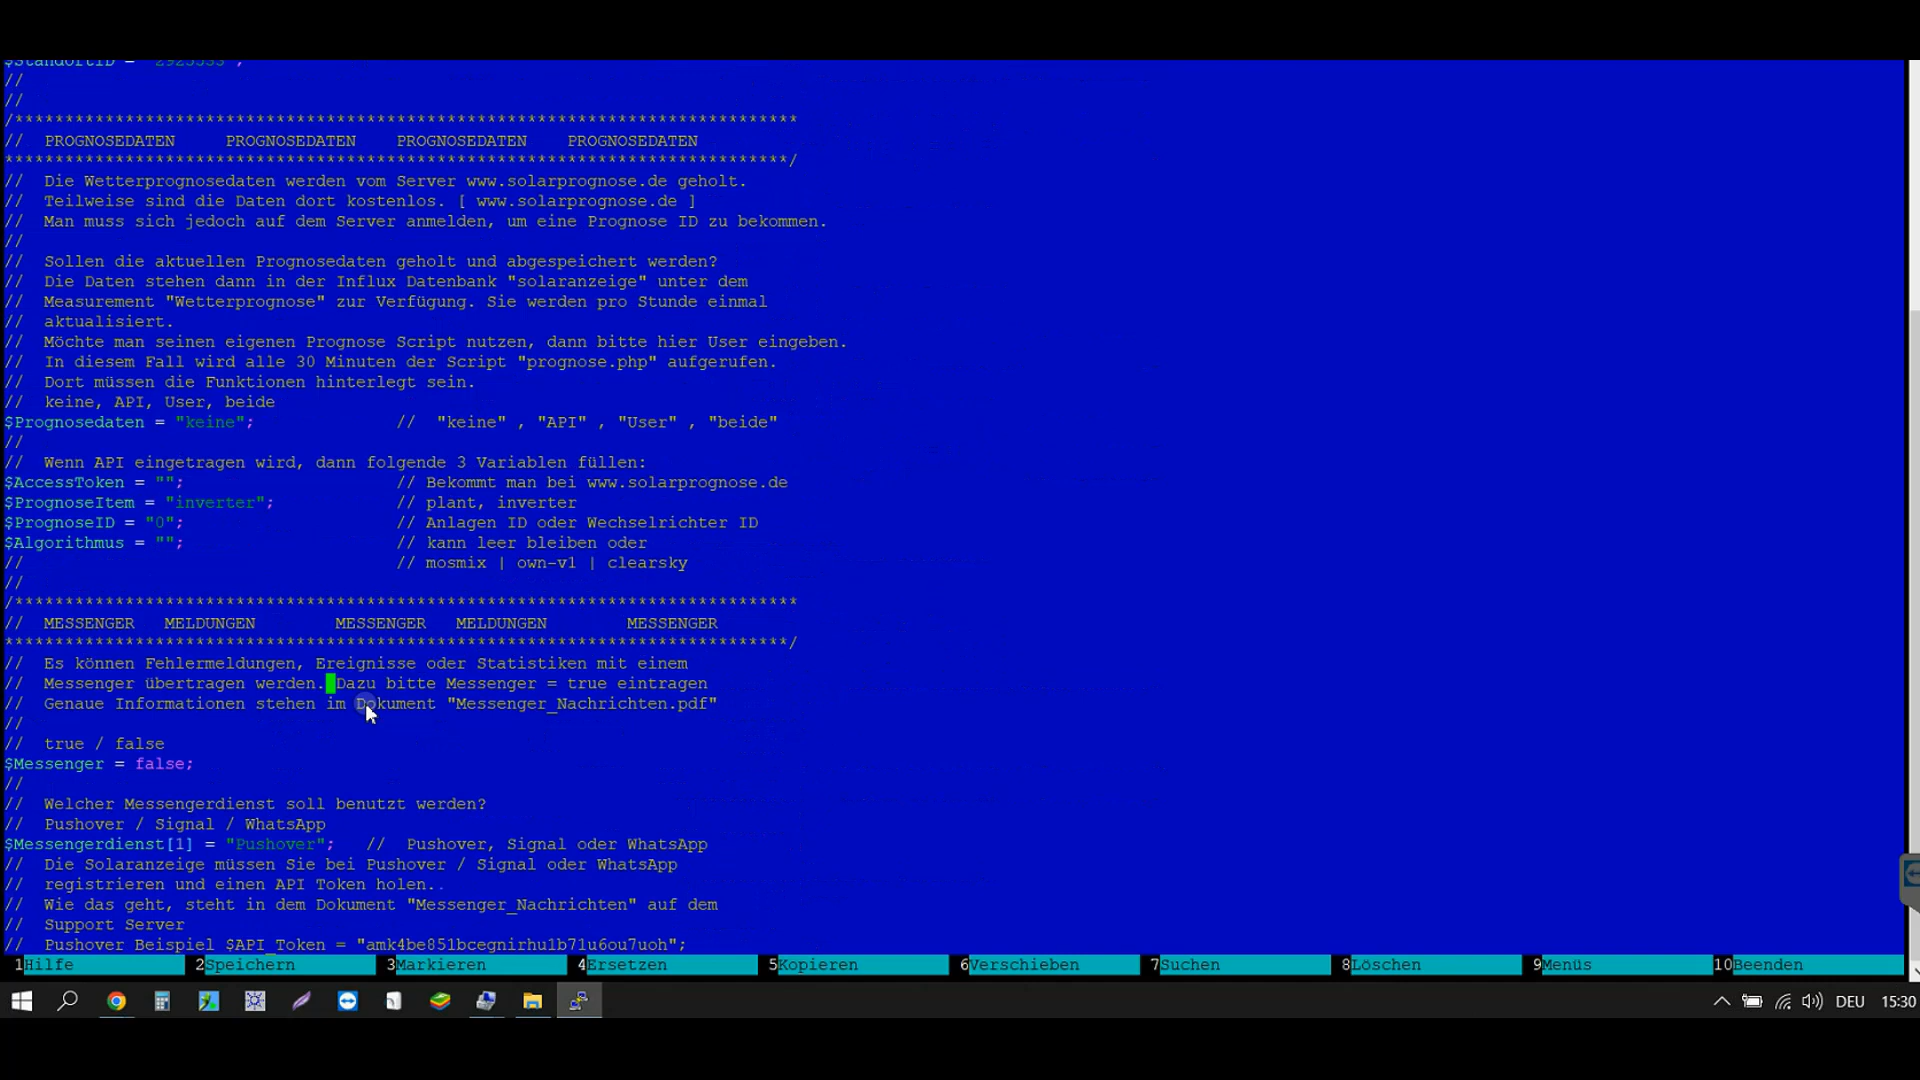 $StandortID = "2925533";
//
//
/******************************************************************************
//  PROGNOSEDATEN     PROGNOSEDATEN    PROGNOSEDATEN    PROGNOSEDATEN
******************************************************************************/
//  Die Wetterprognosedaten werden vom Server www.solarprognose.de geholt.
//  Teilweise sind die Daten dort kostenlos. [ www.solarprognose.de ]
//  Man muss sich jedoch auf dem Server anmelden, um eine Prognose ID zu bekommen.
//
//  Sollen die aktuellen Prognosedaten geholt und abgespeichert werden?
//  Die Daten stehen dann in der Influx Datenbank "solaranzeige" unter dem
//  Measurement "Wetterprognose" zur Verfügung. Sie werden pro Stunde einmal
//  aktualisiert.
//  Möchte man seinen eigenen Prognose Script nutzen, dann bitte hier User eingeben.
//  In diesem Fall wird alle 30 Minuten der Script "prognose.php" aufgerufen.
//  Dort müssen die Funktionen hinterlegt sein.
//  keine, API, User, beide
$Prognosedaten = "keine";              //  "keine" , "API" , "User" , "beide"
//
//  Wenn API eingetragen wird, dann folgende 3 Variablen füllen:
$AccessToken = "";                     // Bekommt man bei www.solarprognose.de
$PrognoseItem = "inverter";            // plant, inverter
$PrognoseID = "0";                     // Anlagen ID oder Wechselrichter ID
$Algorithmus = "";                     // kann leer bleiben oder
//                                     // mosmix | own-v1 | clearsky
//
/******************************************************************************
//  MESSENGER   MELDUNGEN        MESSENGER   MELDUNGEN        MESSENGER
******************************************************************************/
//  Es können Fehlermeldungen, Ereignisse oder Statistiken mit einem
//  Messenger übertragen werden. Dazu bitte Messenger = true eintragen
//  Genaue Informationen stehen im Dokument "Messenger_Nachrichten.pdf"
//
//  true / false
$Messenger = false;
//
//  Welcher Messengerdienst soll benutzt werden?
//  Pushover / Signal / WhatsApp
$Messengerdienst[1] = "Pushover";   //  Pushover, Signal oder WhatsApp
//  Die Solaranzeige müssen Sie bei Pushover / Signal oder WhatsApp
//  registrieren und einen API Token holen..
//  Wie das geht, steht in dem Dokument "Messenger_Nachrichten" auf dem
//  Support Server
//  Pushover Beispiel $API_Token = "amk4be851bcegnirhu1b71u6ou7uoh";
1Hilfe 2Speichern 3Markieren 4Ersetzen 5Kopieren 6Verschieben 7Suchen 8Löschen 9Menüs 10Beenden
DEU 15:30